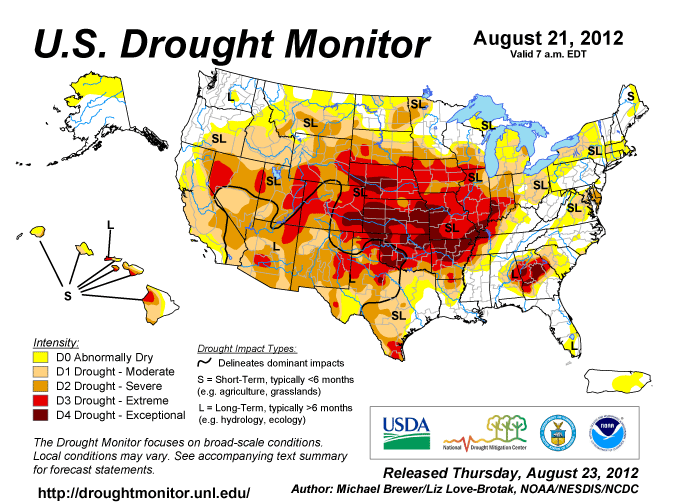 U.S. Drought Monitor
August 21, 2012
Valid 7 a.m. EDT
L
SL
SL
S
SL
SL
SL
SL
SL
SL
SL
SL
SL
L
L
L
SL
L
L
S
Intensity:
D0 Abnormally Dry
D1 Drought - Moderate
D2 Drought - Severe
D3 Drought - Extreme
D4 Drought - Exceptional
Drought Impact Types:
Delineates dominant impacts
S = Short-Term, typically <6 months
(e.g. agriculture, grasslands)
L = Long-Term, typically >6 months
(e.g. hydrology, ecology)
The Drought Monitor focuses on broad-scale conditions.
Local conditions may vary. See accompanying text summary
for forecast statements.
http://droughtmonitor.unl.edu/
USDA
National Drought Mitigation Center
NOAA
Released Thursday, August 23, 2012
Author: Michael Brewer/Liz Love-Brotak, NOAA/NESDIS/NCDC